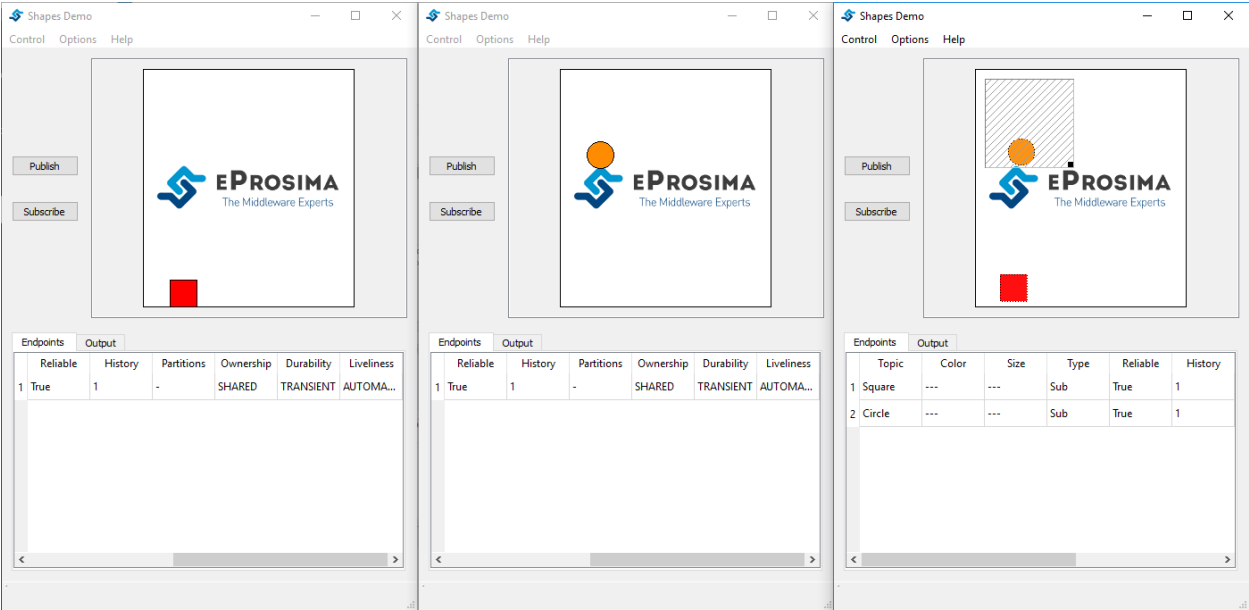 Shapes Demo
Control Options Help
Publish
Subscribe
EPROSIMA
The Middleware Experts
Endpoints Output
Reliable History Partitions Ownership Durability Liveliness
1 True 1 - SHARED TRANSIENT AUTOMA...
Shapes Demo
Control Options Help
Publish
Subscribe
EPROSIMA
The Middleware Experts
Endpoints Output
Reliable History Partitions Ownership Durability Liveliness
1 True 1 - SHARED TRANSIENT AUTOMA...
Shapes Demo
Control Options Help
Publish
Subscribe
EPROSIMA
The Middleware Experts
Endpoints Output
Topic Color Size Type Reliable History
1 Square --- --- Sub True 1
2 Circle --- --- Sub True 1